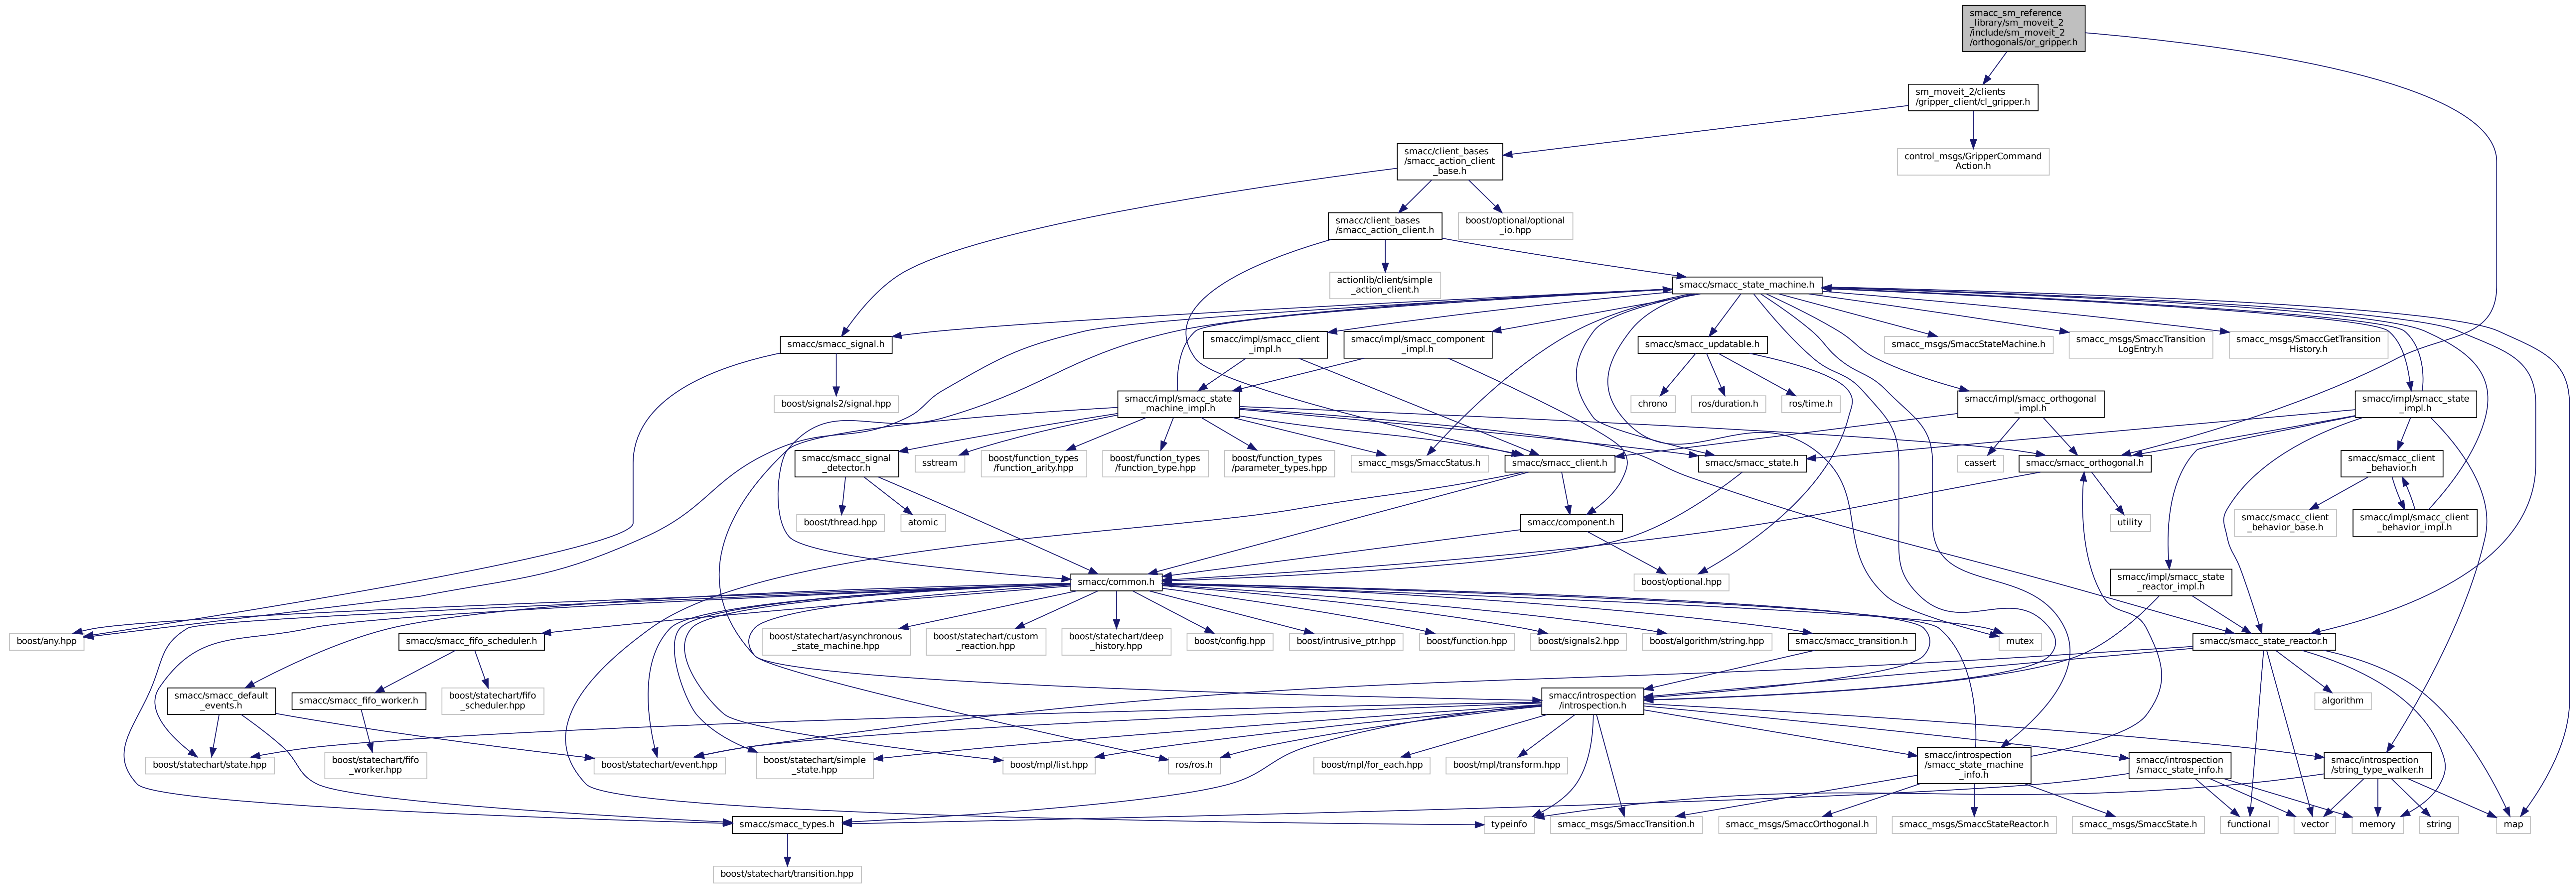 smacc_sm_reference
_library/sm_moveit_2
/include/sm_moveit_2
/orthogonals/or_gripper.h
sm_moveit_2/clients
/gripper_client/cl_gripper.h
smacc/client_bases
/smacc_action_client
_base.h
control_msgs/GripperCommand
Action.h
smacc/client_bases
/smacc_action_client.h
boost/optional/optional
_io.hpp
actionlib/client/simple
_action_client.h
smacc/smacc_state_machine.h
smacc/smacc_signal.h
smacc/impl/smacc_client
_impl.h
smacc/impl/smacc_component
_impl.h
smacc/smacc_updatable.h
smacc_msgs/SmaccStateMachine.h
smacc_msgs/SmaccTransition
LogEntry.h
smacc_msgs/SmaccGetTransition
History.h
boost/signals2/signal.hpp
smacc/impl/smacc_state
_machine_impl.h
chrono
ros/duration.h
ros/time.h
smacc/impl/smacc_orthogonal
_impl.h
smacc/impl/smacc_state
_impl.h
smacc/smacc_signal
_detector.h
sstream
boost/function_types
/function_arity.hpp
boost/function_types
/function_type.hpp
boost/function_types
/parameter_types.hpp
smacc_msgs/SmaccStatus.h
smacc/smacc_client.h
smacc/smacc_state.h
cassert
smacc/smacc_orthogonal.h
smacc/smacc_client
_behavior.h
boost/thread.hpp
atomic
smacc/component.h
utility
smacc/smacc_client
_behavior_base.h
smacc/impl/smacc_client
_behavior_impl.h
smacc/common.h
boost/optional.hpp
smacc/impl/smacc_state
_reactor_impl.h
boost/any.hpp
smacc/smacc_fifo_scheduler.h
boost/statechart/asynchronous
_state_machine.hpp
boost/statechart/custom
_reaction.hpp
boost/statechart/deep
_history.hpp
boost/config.hpp
boost/intrusive_ptr.hpp
boost/function.hpp
boost/signals2.hpp
boost/algorithm/string.hpp
smacc/smacc_transition.h
mutex
smacc/smacc_state_reactor.h
smacc/smacc_default
_events.h
smacc/smacc_fifo_worker.h
boost/statechart/fifo
_scheduler.hpp
smacc/introspection
/introspection.h
algorithm
boost/statechart/state.hpp
boost/statechart/fifo
_worker.hpp
boost/statechart/event.hpp
boost/statechart/simple
_state.hpp
boost/mpl/list.hpp
ros/ros.h
boost/mpl/for_each.hpp
boost/mpl/transform.hpp
smacc/introspection
/smacc_state_machine
_info.h
smacc/introspection
/smacc_state_info.h
smacc/introspection
/string_type_walker.h
smacc/smacc_types.h
typeinfo
smacc_msgs/SmaccTransition.h
smacc_msgs/SmaccOrthogonal.h
smacc_msgs/SmaccStateReactor.h
smacc_msgs/SmaccState.h
functional
vector
memory
string
map
boost/statechart/transition.hpp